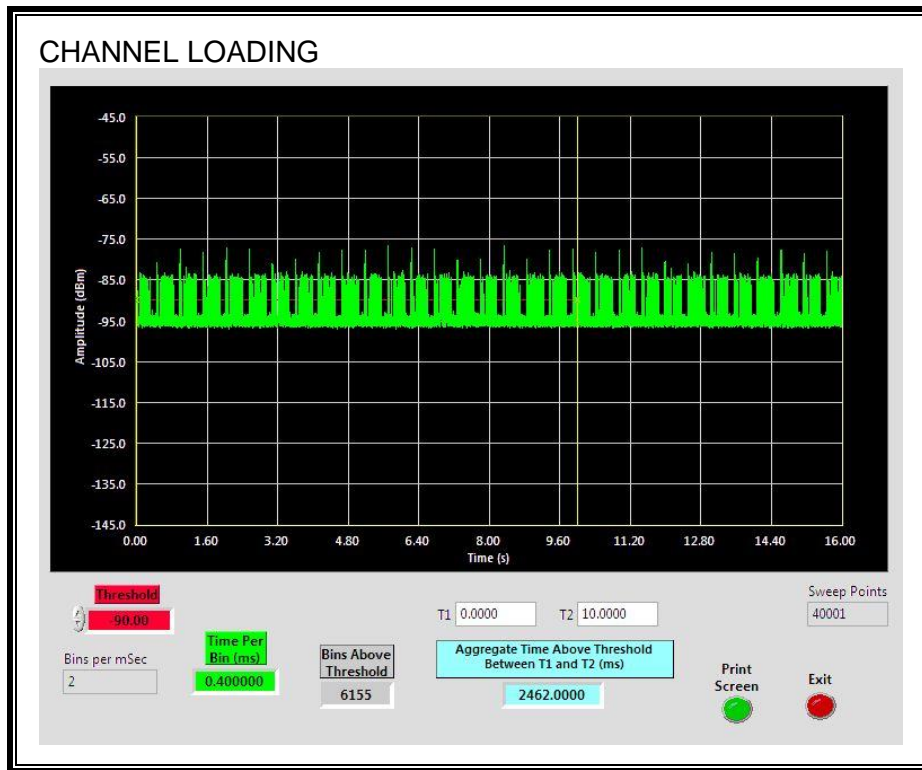 CHANNEL LOADING
-45.0
-55.0
-65.0
-75.0
-85.0
-95.0
-105.0
-115.0
-125.0
-135.0
-145.0
Amplitude (dBm)
0.00 1.60 3.20 4.80 6.40 8.00 9.60 11.20 12.80 14.40 16.00
Time (s)
Threshold
-90.00
Bins per mSec
2
Time Per
Bin (ms)
0.400000
Bins Above
Threshold
6155
T1 0.0000 T2 10.0000
Aggregate Time Above Threshold
Between T1 and T2 (ms)
2462.0000
Sweep Points
40001
Print
Screen
Exit